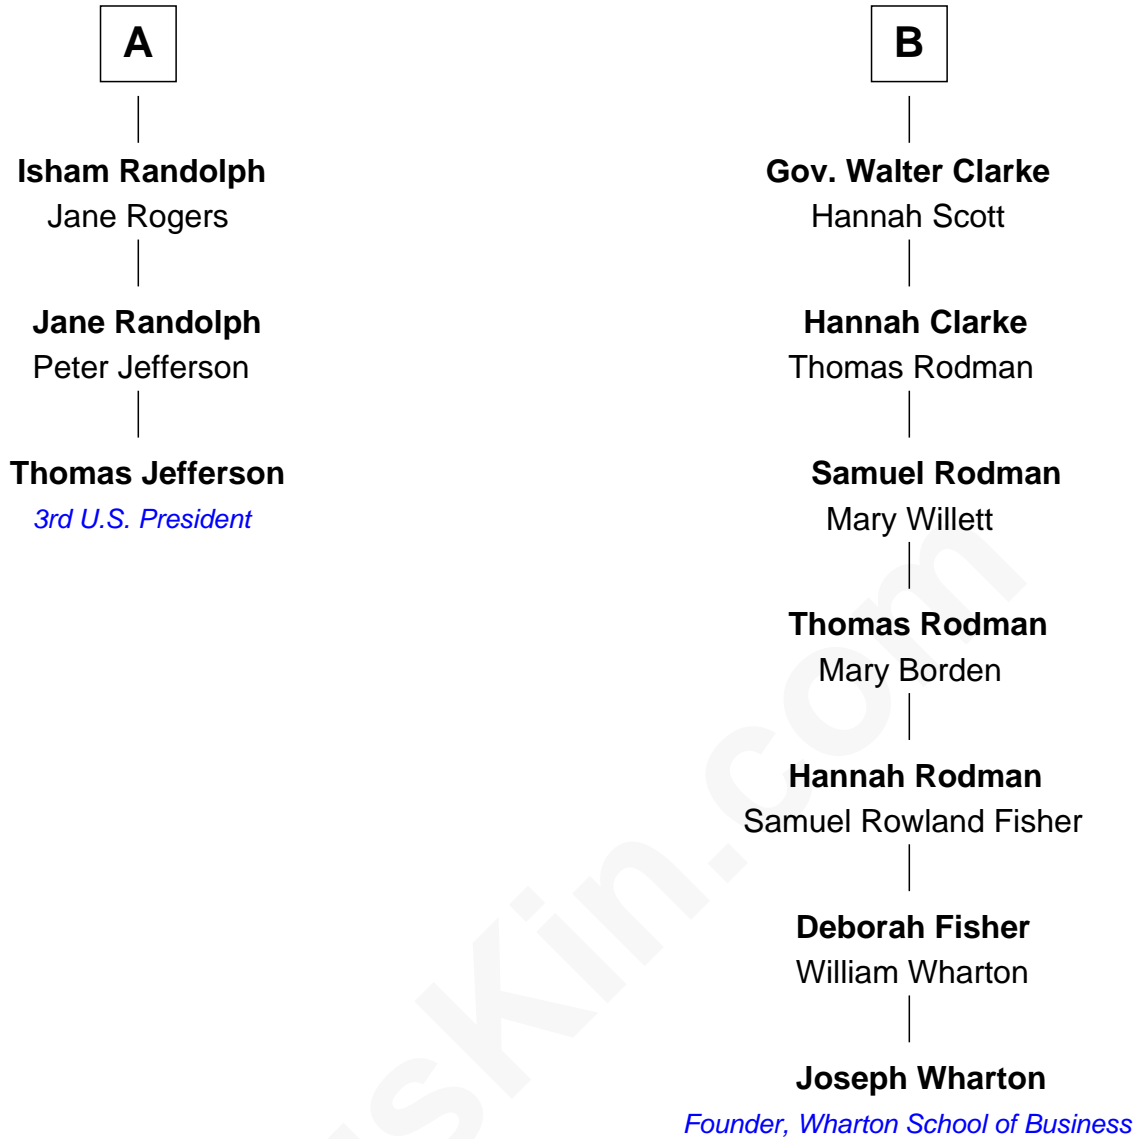 A
Isham Randolph
Jane Rogers
Jane Randolph
Peter Jefferson
Thomas Jefferson
3rd U.S. President
B
Gov. Walter Clarke
Hannah Scott
Hannah Clarke
Thomas Rodman
Samuel Rodman
Mary Willett
Thomas Rodman
Mary Borden
Hannah Rodman
Samuel Rowland Fisher
Deborah Fisher
William Wharton
Joseph Wharton
Founder, Wharton School of Business
sKin.com